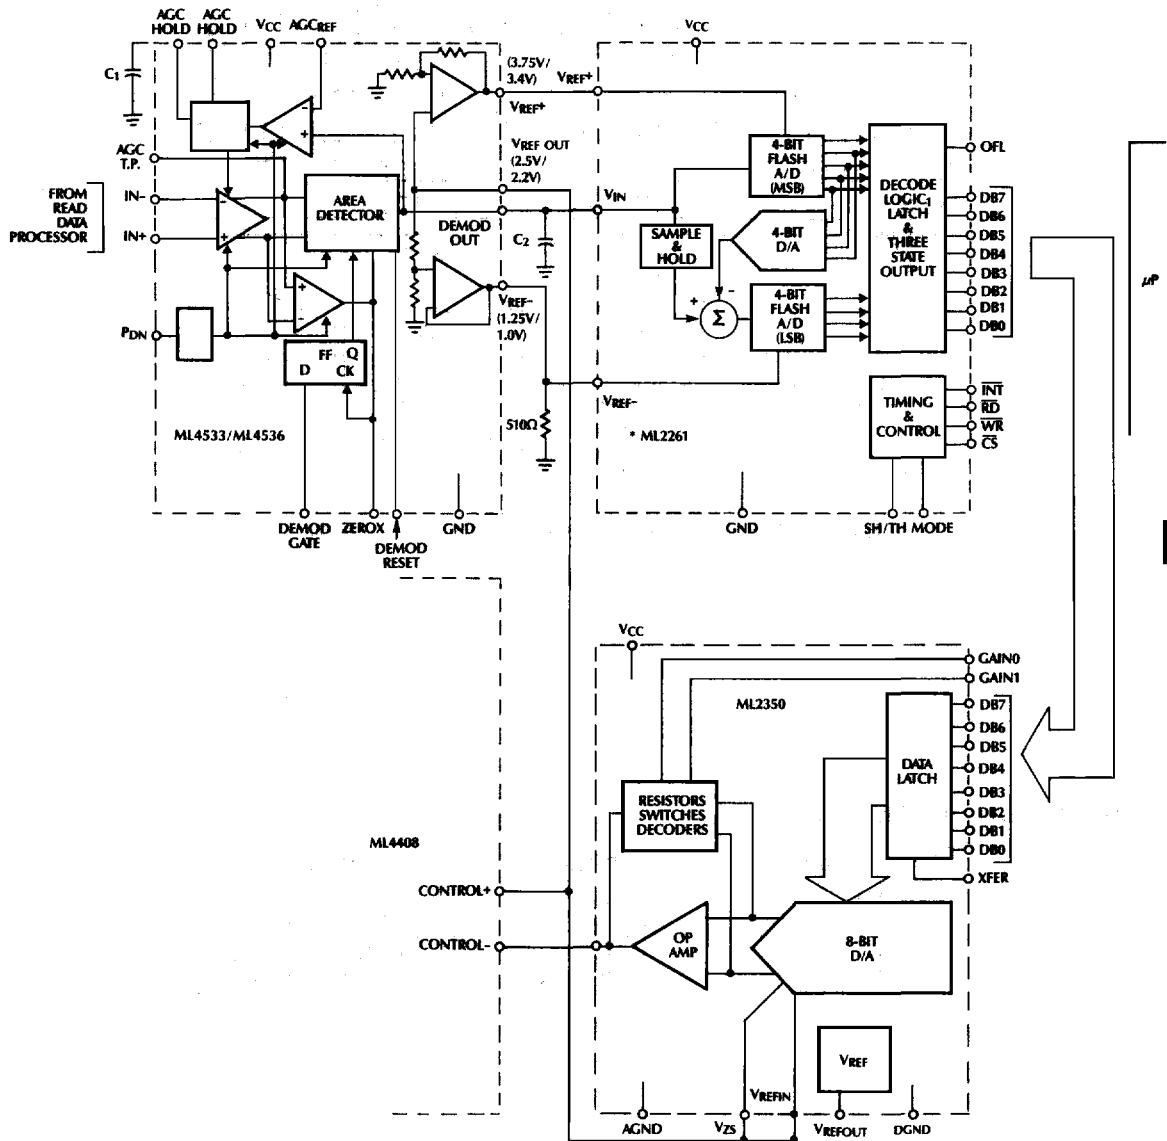 AGC
HOLD
AGC
HOLD
VCC
AGCREF
C1
AGC
T.P.
IN-
IN+
FROM
READ
DATA
PROCESSOR
PDN
AREA
DETECTOR
FF
Q
D
CK
ML4533/ML4536
DEMOD
GATE
ZEROX
DEMOD
RESET
GND
(3.75V/
3.4V)
VREF+
VREF OUT
(2.5V/
2.2V)
DEMOD
OUT
C2
VREF-
(1.25V/
1.0V)
510Ω
VREF+
VIN
VREF-
VCC
4-BIT
FLASH
A/D
(MSB)
SAMPLE
&
HOLD
4-BIT
D/A
Σ
4-BIT
FLASH
A/D
(LSB)
DECODE
LOGIC1
LATCH
&
THREE
STATE
OUTPUT
TIMING
&
CONTROL
* ML2261
GND
SH/TH MODE
OFL
DB7
DB6
DB5
DB4
DB3
DB2
DB1
DB0
INT
RD
WR
CS
μP
ML4408
CONTROL+
CONTROL-
VCC
ML2350
GAIN0
GAIN1
DB7
DB6
DB5
DB4
DB3
DB2
DB1
DB0
XFER
DATA
LATCH
RESISTORS
SWITCHES
DECODERS
OP
AMP
8-BIT
D/A
VREF
AGND
VZS
VREFIN
VREFOUT
DGND